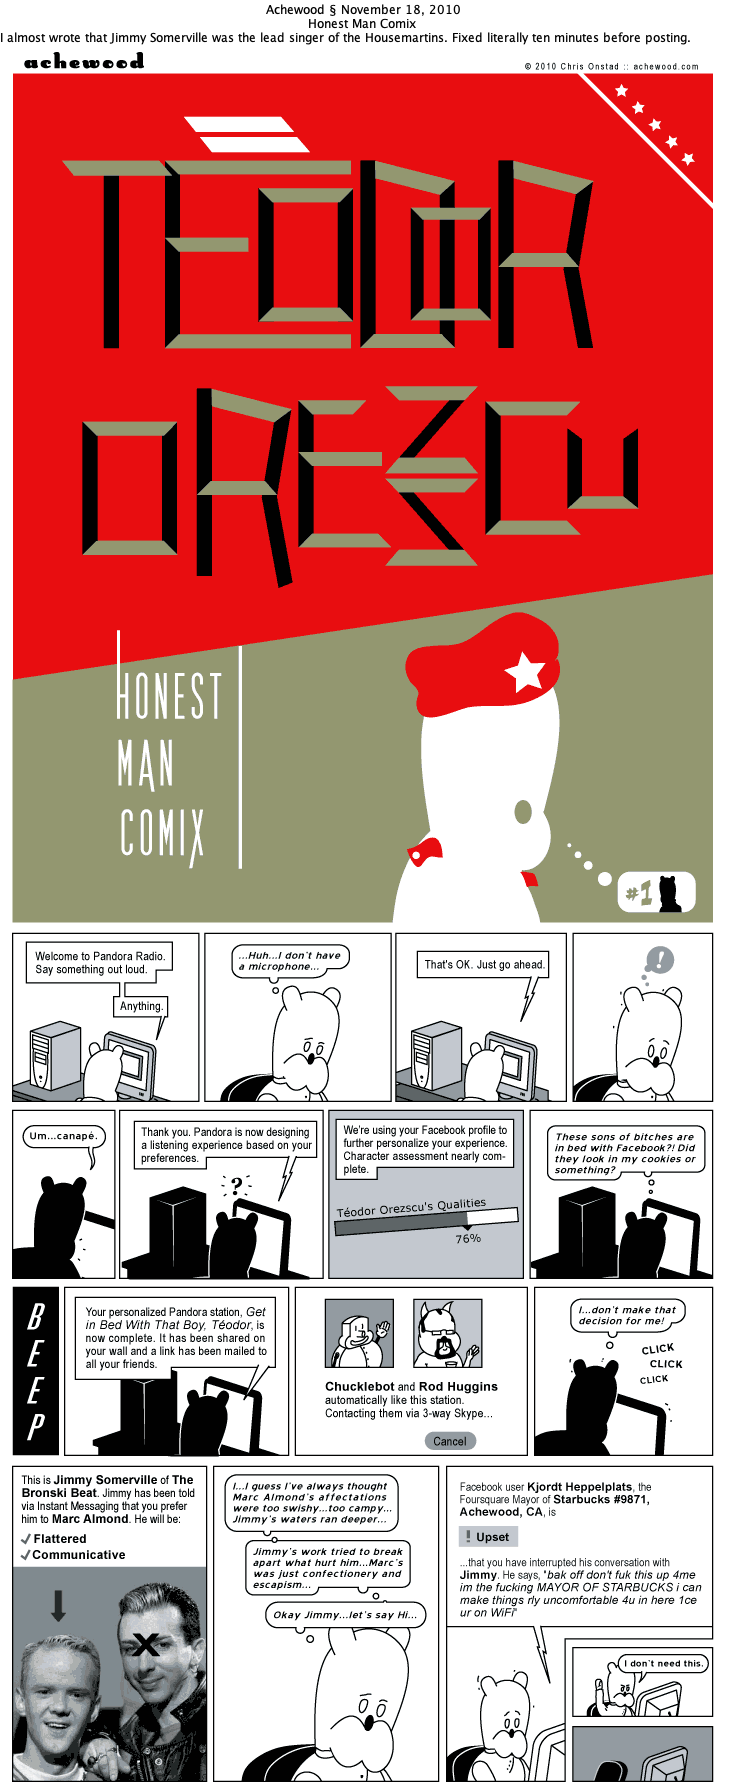 Achewood § November 18, 2010
Honest Man Comix
I almost wrote that Jimmy Somerville was the lead singer of the Housemartins. Fixed literally ten minutes before posting.
achewood
© 2010 Chris Onstad :: achewood.com
TĒODOR
OREZSCU
HONEST
MAN
COMIX
#1
Welcome to Pandora Radio.
Say something out loud.
Anything.
...Huh...I don't have
a microphone...
That's OK. Just go ahead.
!
Um...canapé.
Thank you. Pandora is now designing
a listening experience based on your
preferences.
?
We're using your Facebook profile to
further personalize your experience.
Character assessment nearly com-
plete.
Téodor Orezscu's Qualities
76%
These sons of bitches are
in bed with Facebook?! Did
they look in my cookies or
something?
BEEP
Your personalized Pandora station, Get
in Bed With That Boy, Téodor, is
now complete. It has been shared on
your wall and a link has been mailed to
all your friends.
Chucklebot and Rod Huggins
automatically like this station.
Contacting them via 3-way Skype...
Cancel
I...don't make that
decision for me!
CLICK
CLICK
CLICK
This is Jimmy Somerville of The
Bronski Beat. Jimmy has been told
via Instant Messaging that you prefer
him to Marc Almond. He will be:
✓ Flattered
✓ Communicative
X
I...I guess I've always thought
Marc Almond's affectations
were too swishy...too campy...
Jimmy's waters ran deeper...
Jimmy's work tried to break
apart what hurt him...Marc's
was just confectionery and
escapism...
Okay Jimmy...let's say Hi...
Facebook user Kjordt Heppelplats, the
Foursquare Mayor of Starbucks #9871,
Achewood, CA, is
! Upset
...that you have interrupted his conversation with
Jimmy. He says, "bak off don't fuk this up 4me
im the fucking MAYOR OF STARBUCKS i can
make things rly uncomfortable 4u in here 1ce
ur on WiFi"
I don't need this.